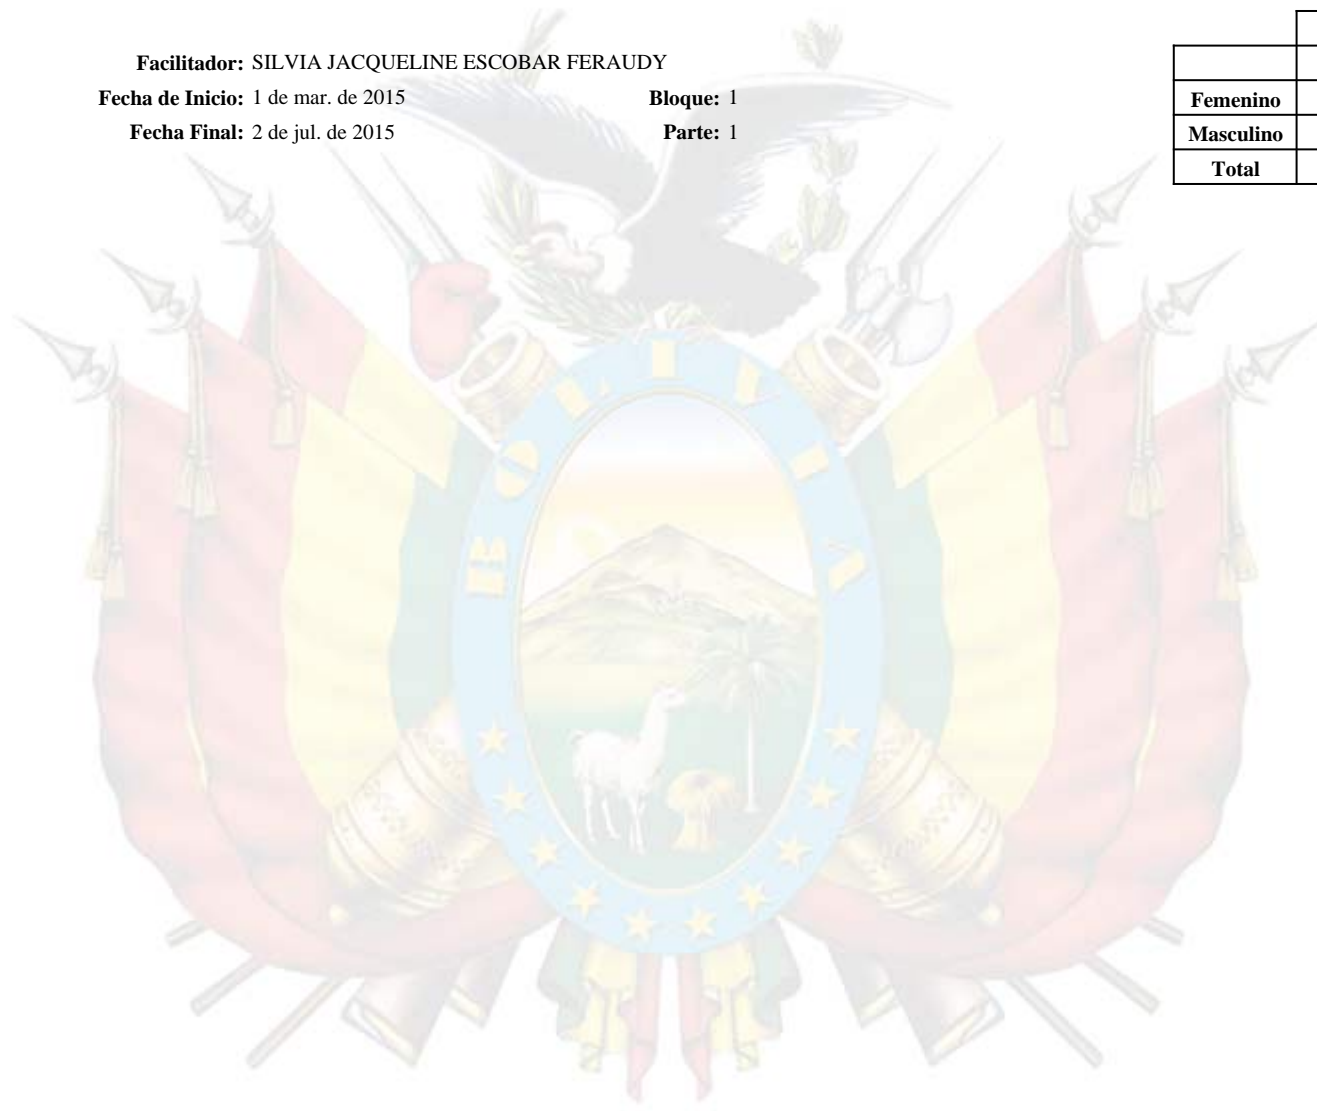 Facilitador: SILVIA JACQUELINE ESCOBAR FERAUDY
Fecha de Inicio: 1 de mar. de 2015 Bloque: 1
Fecha Final: 2 de jul. de 2015 Parte: 1
Femenino
Masculino
Total
BOLIVIA